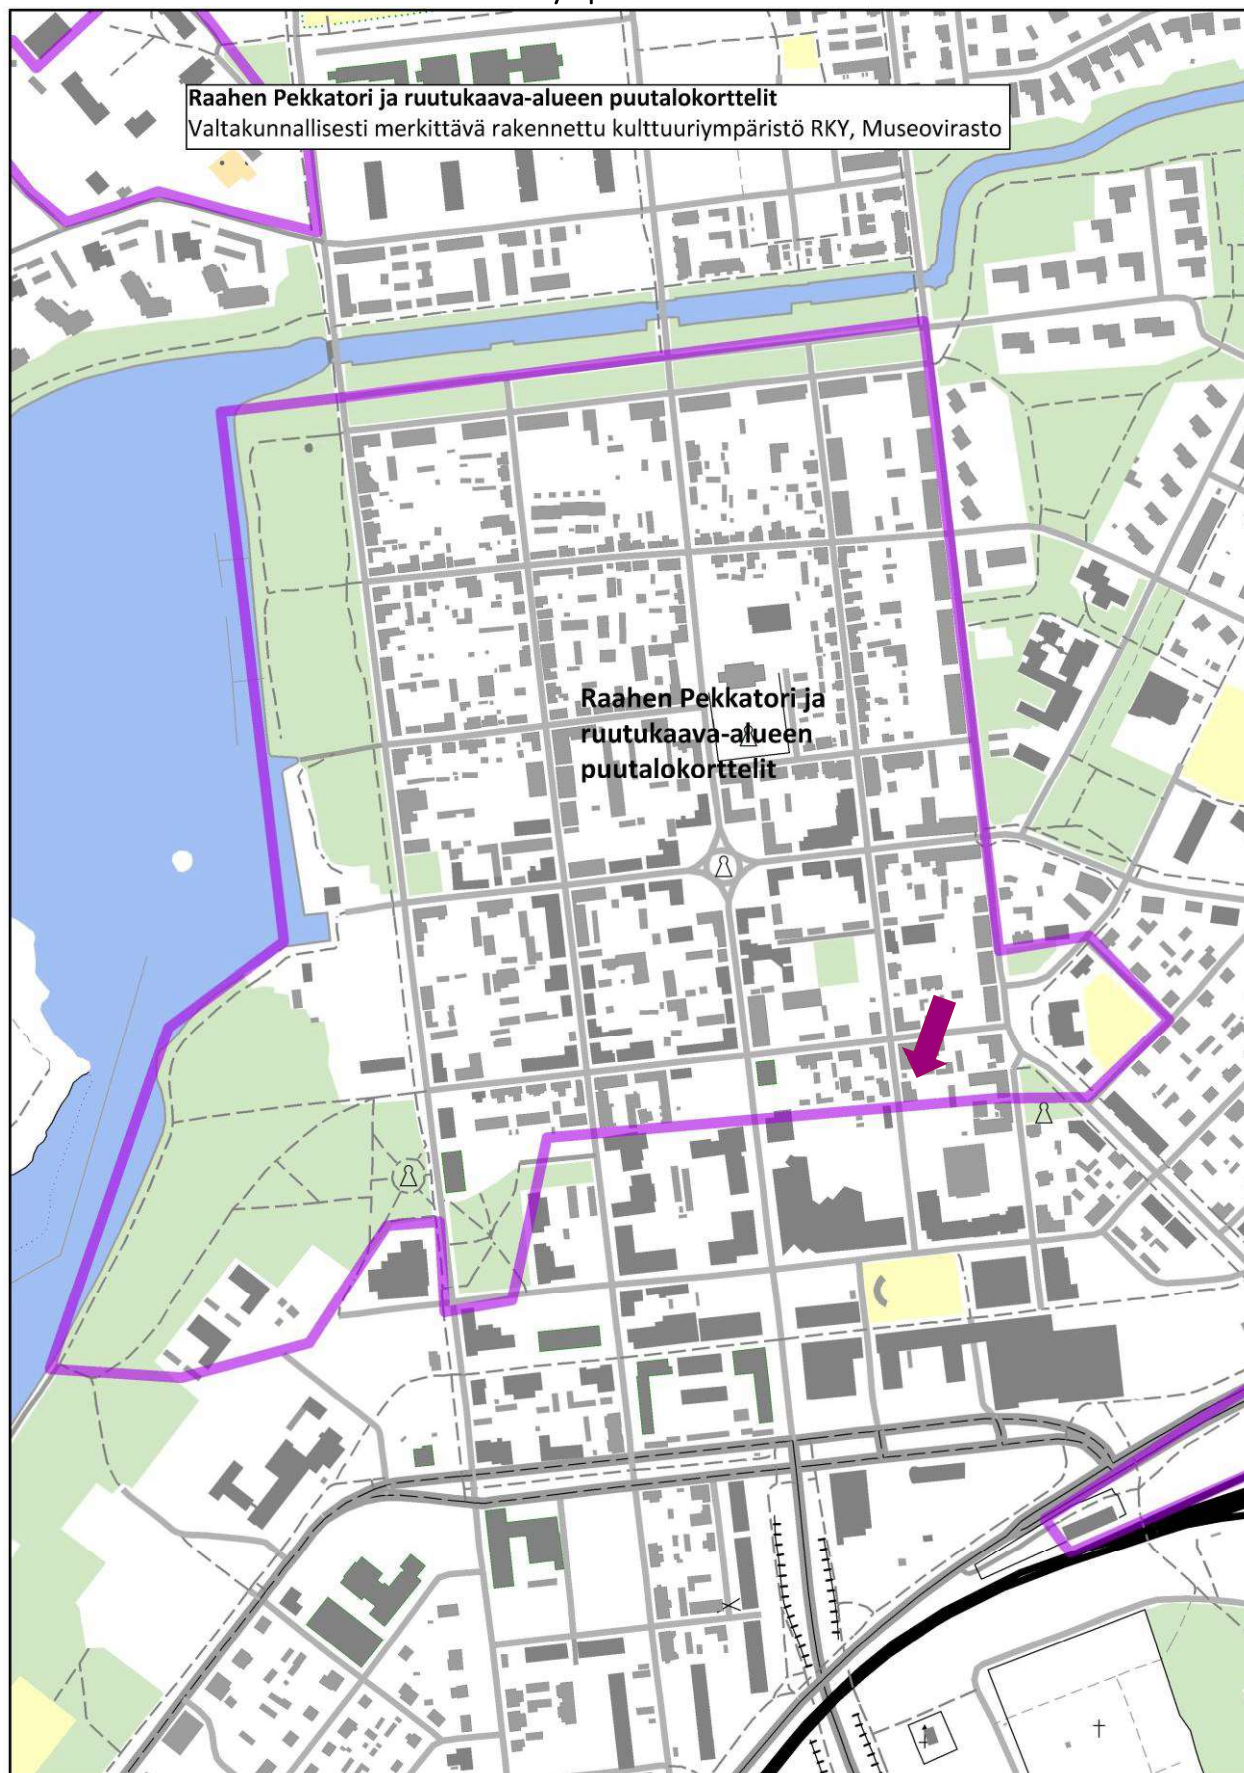 Raahen Pekkatori ja ruutukaava-alueen puutalokorttelit
Valtakunnallisesti merkittävä rakennettu kulttuuriympäristö RKY, Museovirasto
Raahen Pekkatori ja
ruutukaava-alueen
puutalokorttelit